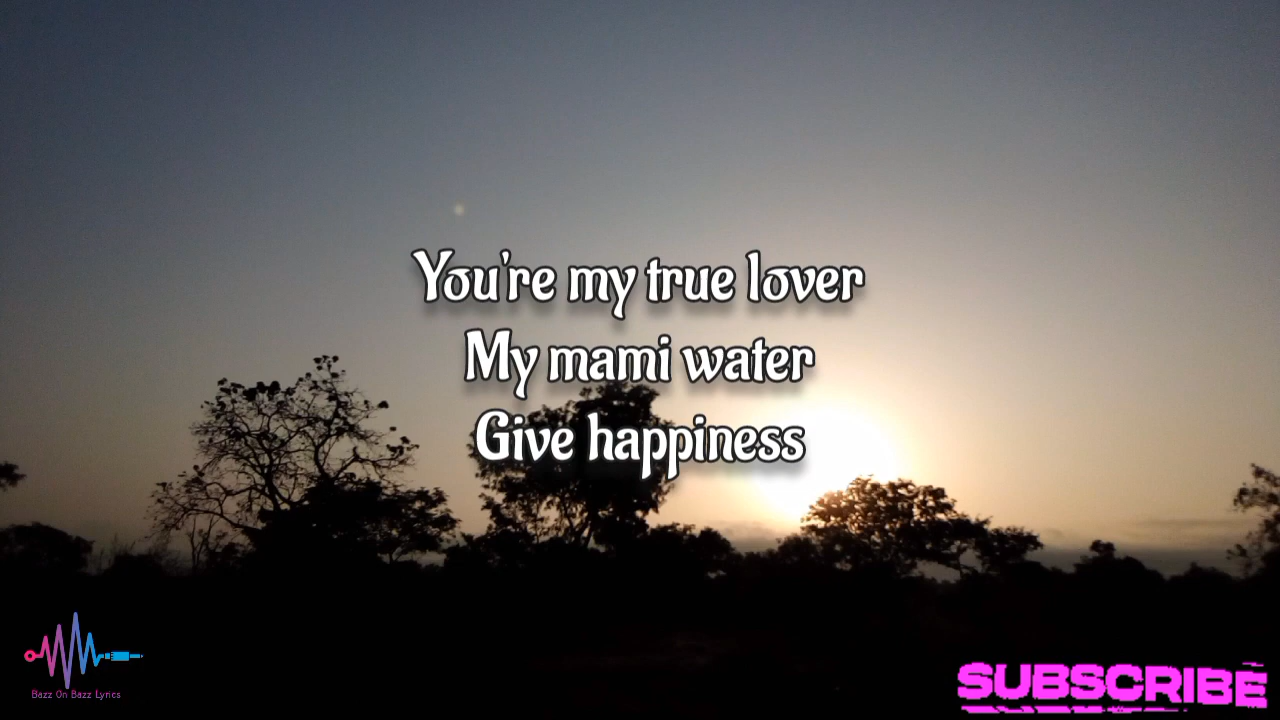 You're my true lover
My mami water
Give happiness
Bazz On Bazz Lyrics
SUBSCRIBE